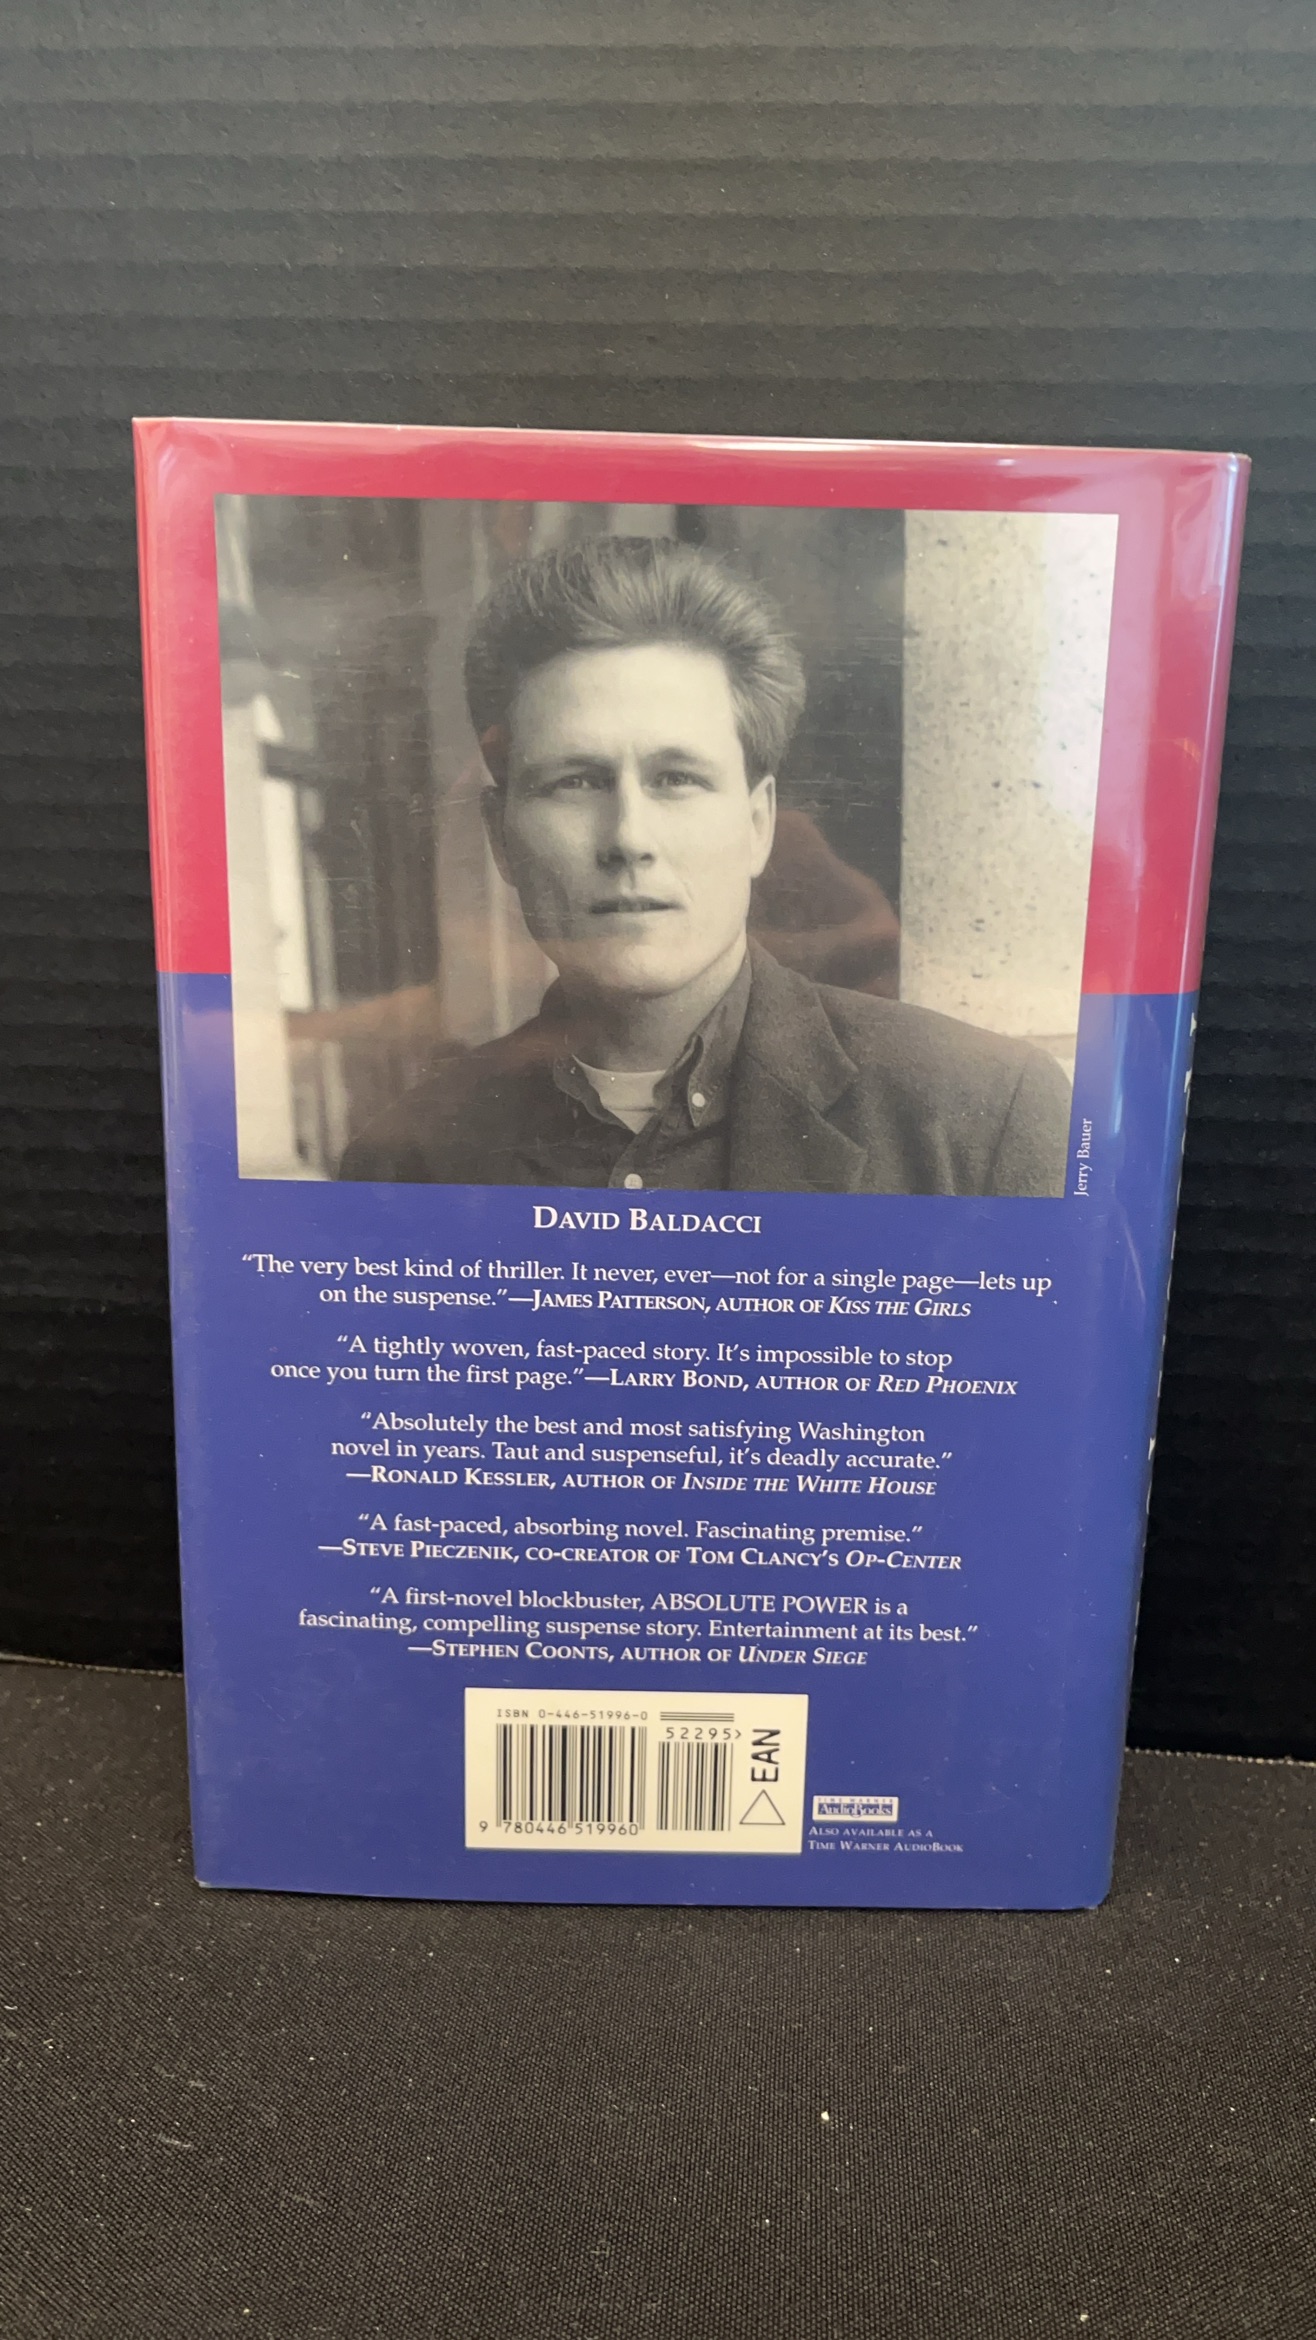 Jerry Bauer
DAVID BALDACCI
“The very best kind of thriller. It never, ever—not for a single page—lets up
on the suspense.”—JAMES PATTERSON, AUTHOR OF KISS THE GIRLS
“A tightly woven, fast-paced story. It’s impossible to stop
once you turn the first page.”—LARRY BOND, AUTHOR OF RED PHOENIX
“Absolutely the best and most satisfying Washington
novel in years. Taut and suspenseful, it’s deadly accurate.”
—RONALD KESSLER, AUTHOR OF INSIDE THE WHITE HOUSE
“A fast-paced, absorbing novel. Fascinating premise.”
—STEVE PIECZENIK, CO-CREATOR OF TOM CLANCY’S OP-CENTER
“A first-novel blockbuster, ABSOLUTE POWER is a
fascinating, compelling suspense story. Entertainment at its best.”
—STEPHEN COONTS, AUTHOR OF UNDER SIEGE
ISBN 0-446-51996-0
52295>
EAN
9 780446 519960
TIME WARNER
AudioBooks
ALSO AVAILABLE AS A
TIME WARNER AUDIOBOOK